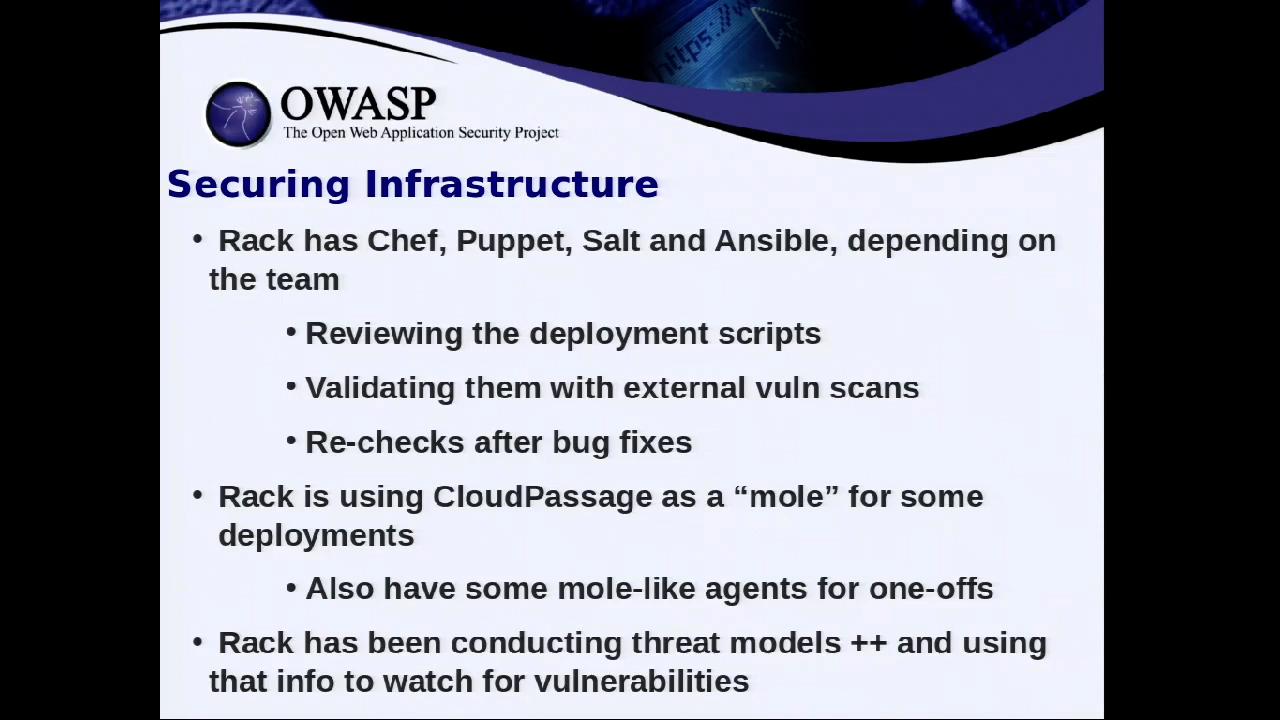 https://w
OWASP
The Open Web Application Security Project
Securing Infrastructure
• Rack has Chef, Puppet, Salt and Ansible, depending on
the team
• Reviewing the deployment scripts
• Validating them with external vuln scans
• Re-checks after bug fixes
• Rack is using CloudPassage as a “mole” for some
deployments
• Also have some mole-like agents for one-offs
• Rack has been conducting threat models ++ and using
that info to watch for vulnerabilities